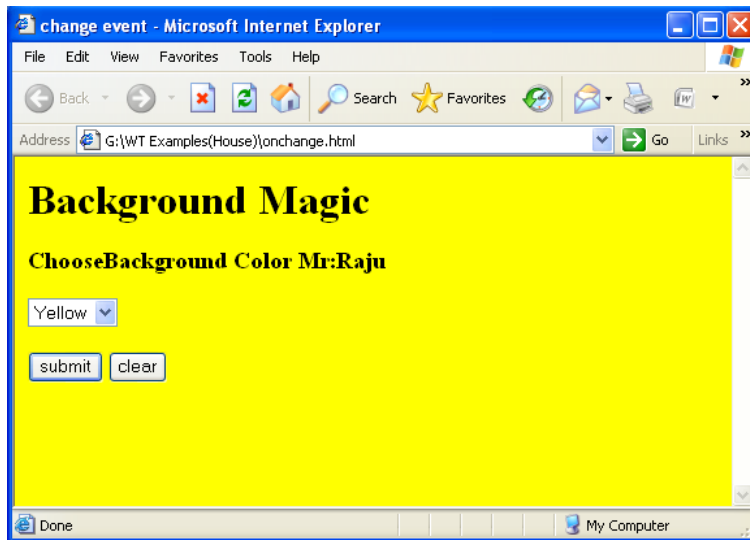 change event - Microsoft Internet Explorer
File Edit View Favorites Tools Help
Back Search Favorites W »
Address G:\WT Examples(House)\onchange.html Go Links »
Background Magic
ChooseBackground Color Mr:Raju
Yellow
submit clear
Done My Computer